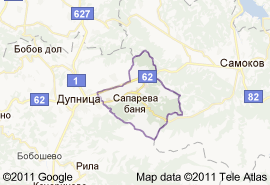 627
Бобов дол
Самоков
1
62
62
Дупница
Сапарева
баня
82
Бобошево
Рила
©2011 Google
Map data ©2011 Tele Atlas